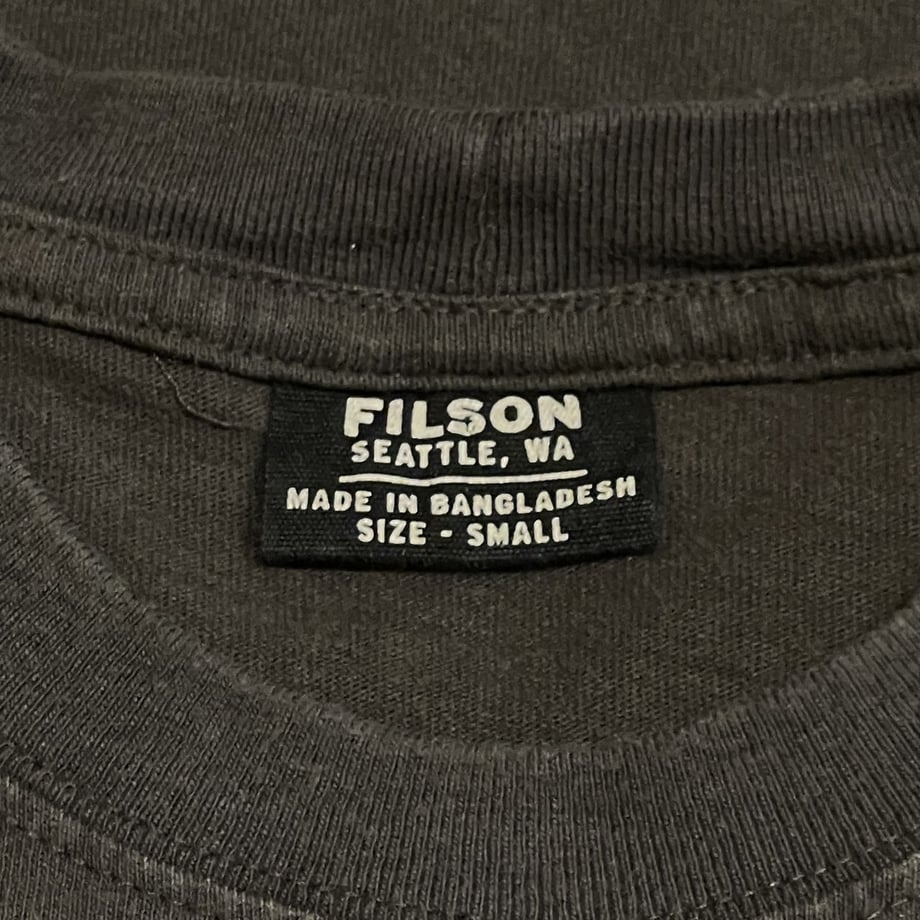 FILSON
SEATTLE, WA
MADE IN BANGLADESH
SIZE - SMALL